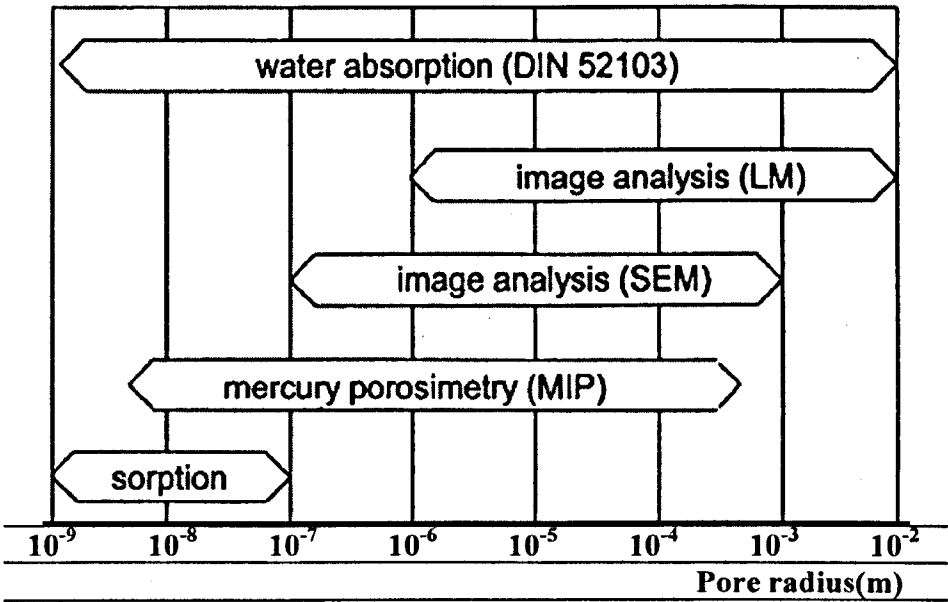 water absorption (DIN 52103)
image analysis (LM)
image analysis (SEM)
mercury porosimetry (MIP)
sorption
10⁻⁹ 10⁻⁸ 10⁻⁷ 10⁻⁶ 10⁻⁵ 10⁻⁴ 10⁻³ 10⁻²
Pore radius(m)